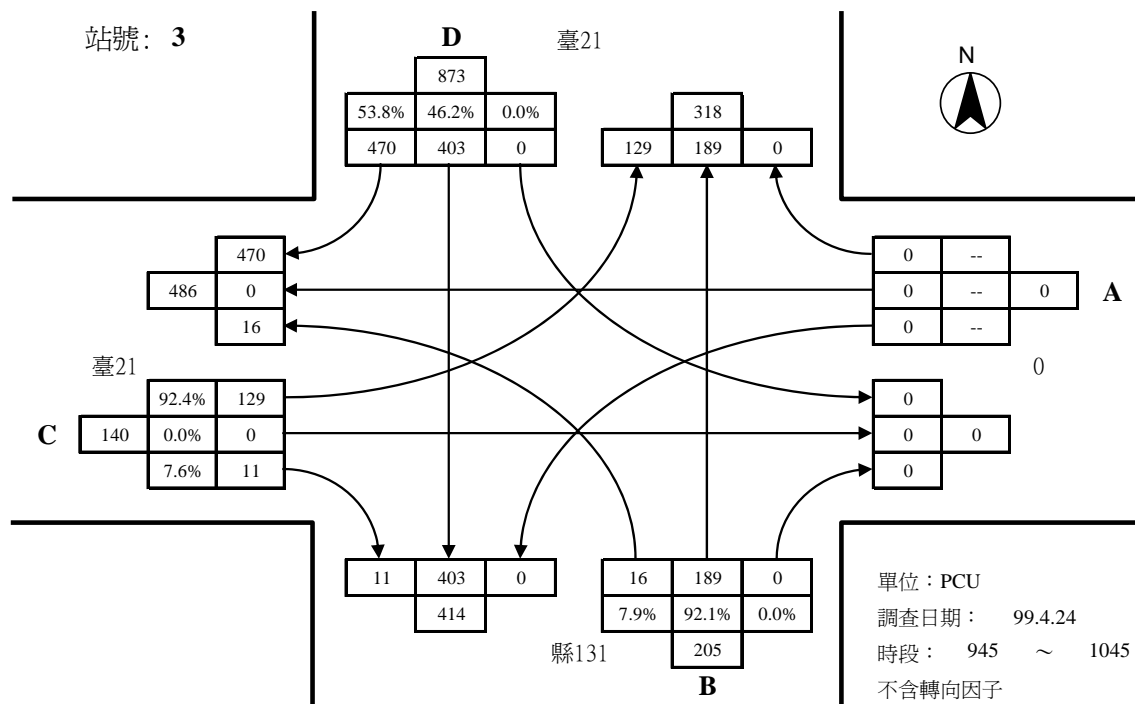 站號: 3
D
臺21
N
873
53.8% 46.2% 0.0%
470 403 0
318
129 189 0
470
486 0
16
0 --
0 -- 0
0 --
A
臺21
0
C
92.4% 129
140 0.0% 0
7.6% 11
0
0 0
0
11 403 0
414
16 189 0
7.9% 92.1% 0.0%
205
縣131
B
單位：PCU
調查日期： 99.4.24
時段： 945 ～ 1045
不含轉向因子